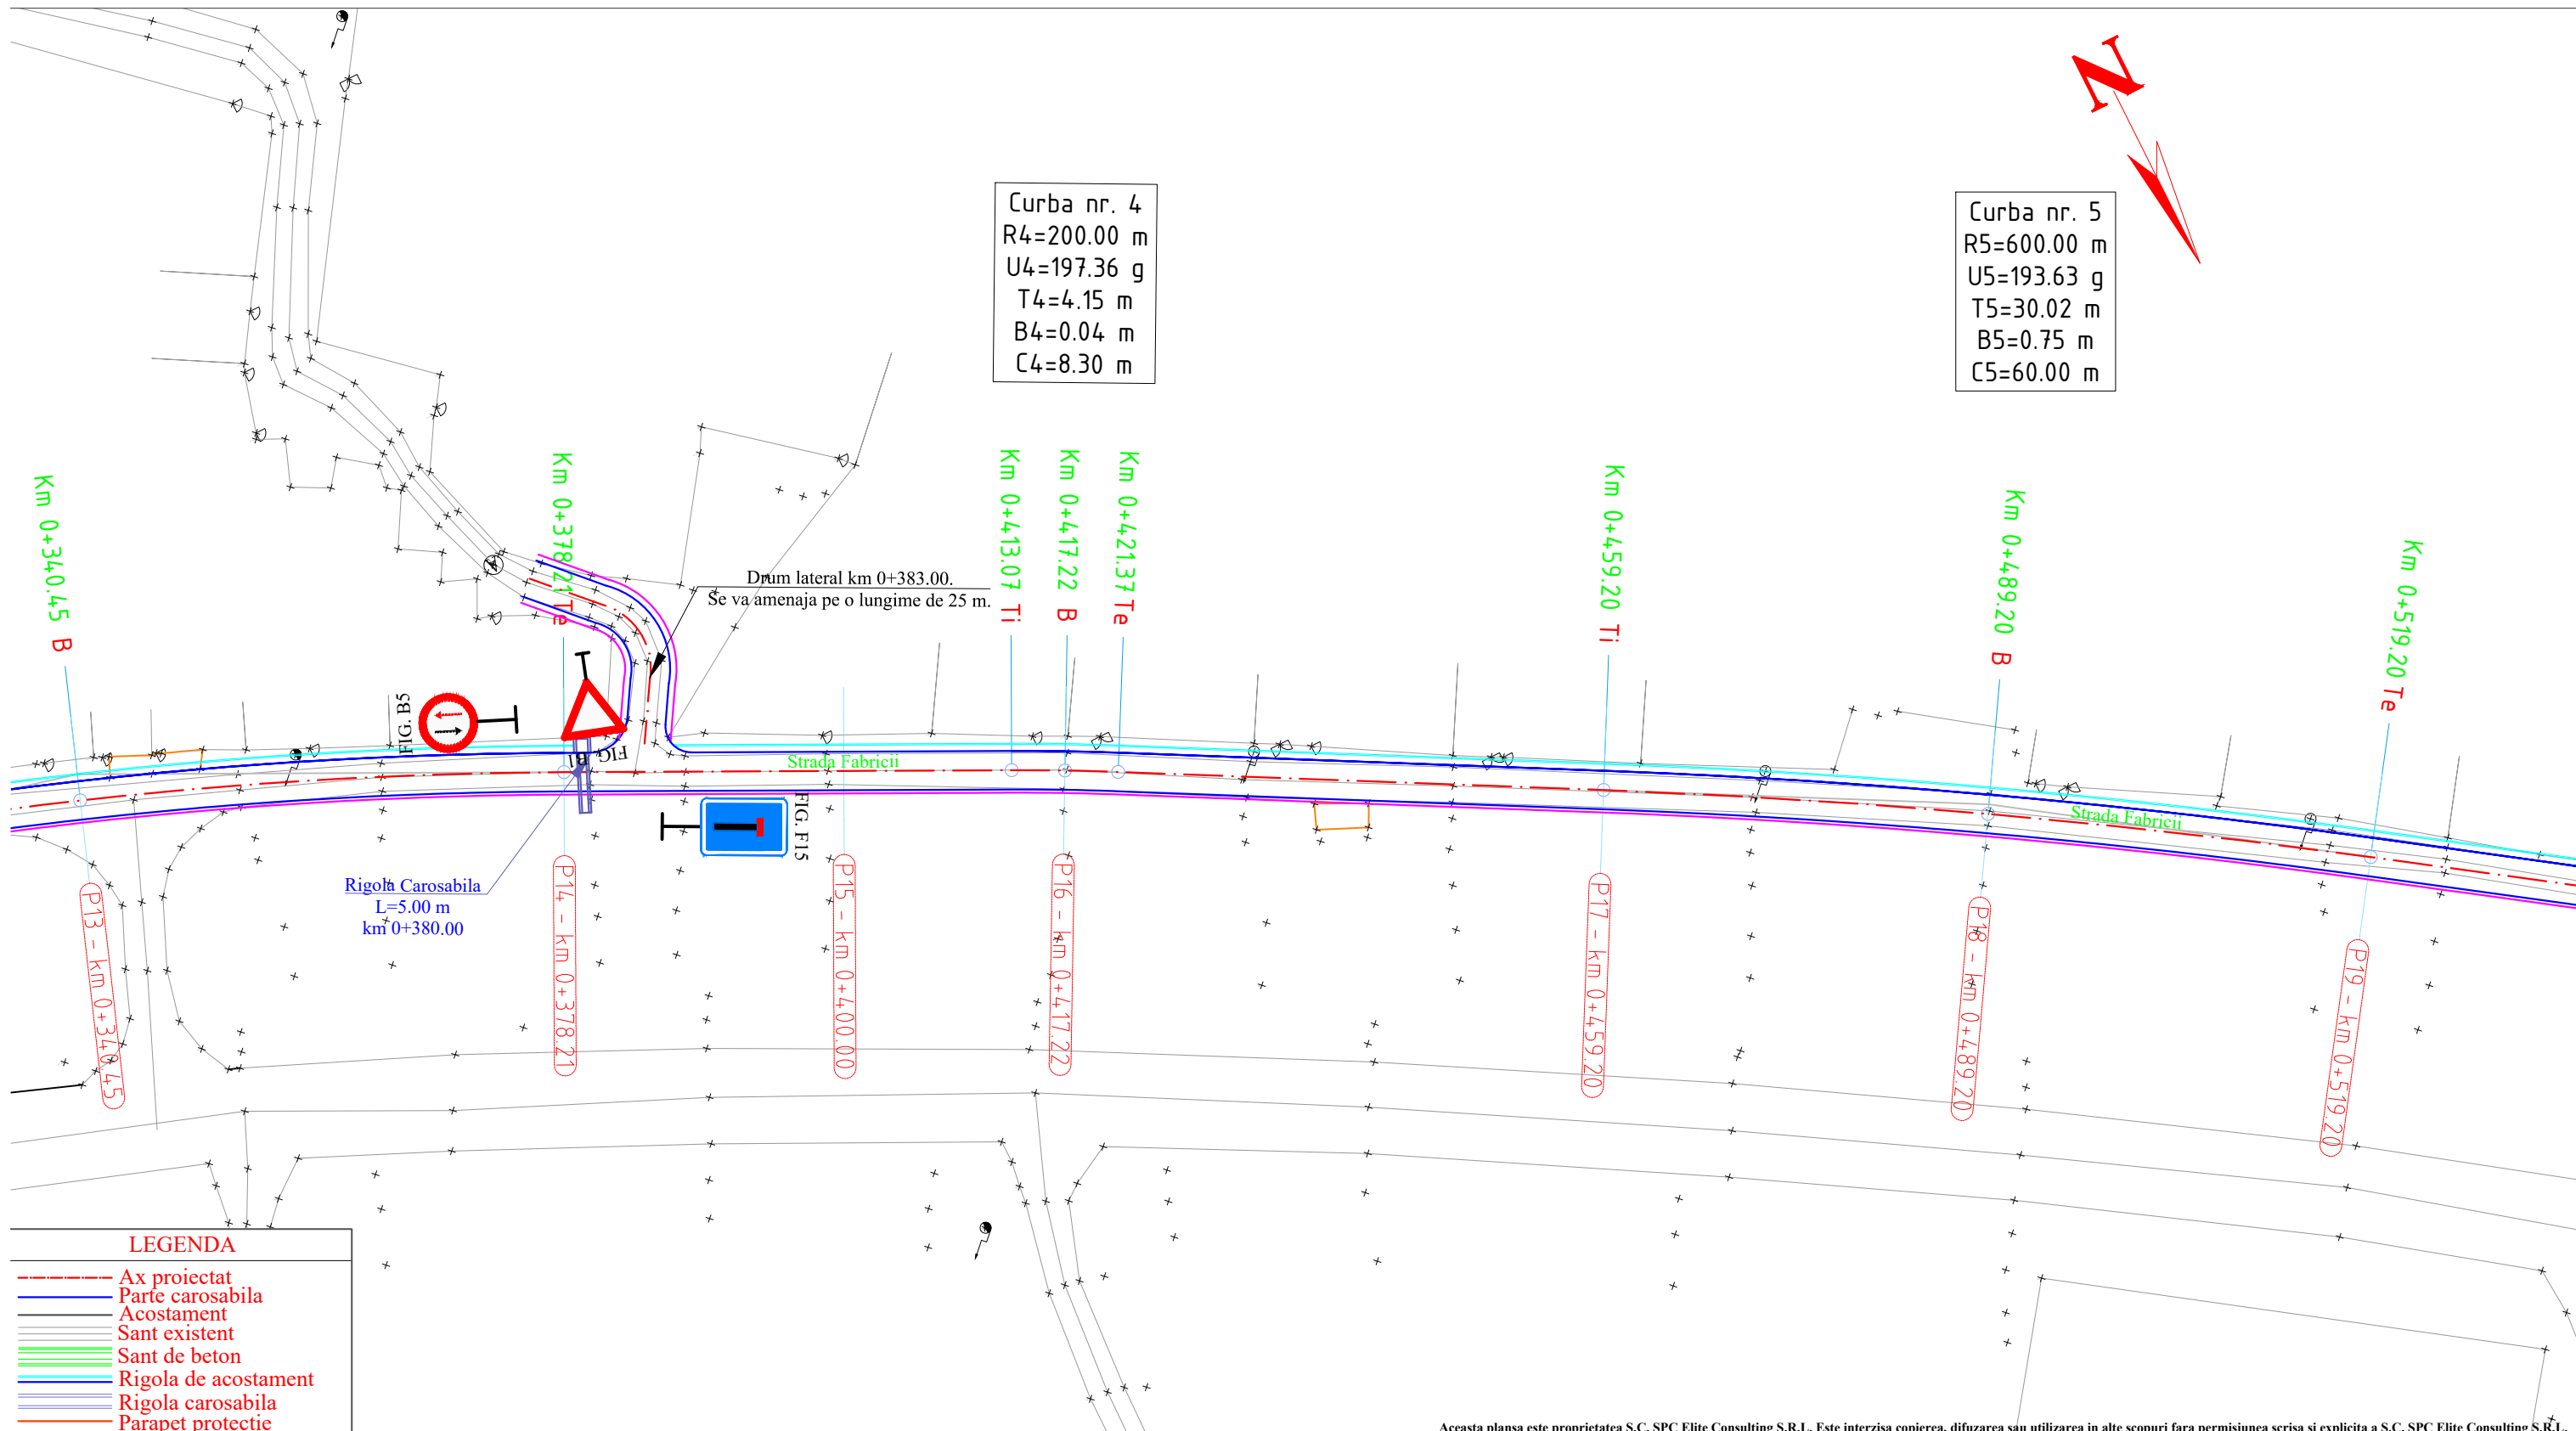 N
Curba nr. 4
R4=200.00 m
U4=197.36 g
T4=4.15 m
B4=0.04 m
C4=8.30 m
Curba nr. 5
R5=600.00 m
U5=193.63 g
T5=30.02 m
B5=0.75 m
C5=60.00 m
Km 0+340.45 B
Km 0+378.21 Te
Km 0+413.07 Ti
Km 0+417.22 B
Km 0+421.37 Te
Km 0+459.20 Ti
Km 0+489.20 B
Km 0+519.20 Te
Drum lateral km 0+383.00.
Se va amenaja pe o lungime de 25 m.
FIG. B5
FIG. B1
FIG. F15
Strada Fabricii
Strada Fabricii
Rigola Carosabila
L=5.00 m
km 0+380.00
P13 - km 0+340.45
P14 - km 0+378.21
P15 - km 0+400.00
P16 - km 0+417.22
P17 - km 0+459.20
P18 - km 0+489.20
P19 - km 0+519.20
LEGENDA
Ax proiectat
Parte carosabila
Acostament
Sant existent
Sant de beton
Rigola de acostament
Rigola carosabila
Parapet protectie
Aceasta plansa este proprietatea S.C. SPC Elite Consulting S.R.L. Este interzisa copierea, difuzarea sau utilizarea in alte scopuri fara permisiunea scrisa si explicita a S.C. SPC Elite Consulting S.R.L.